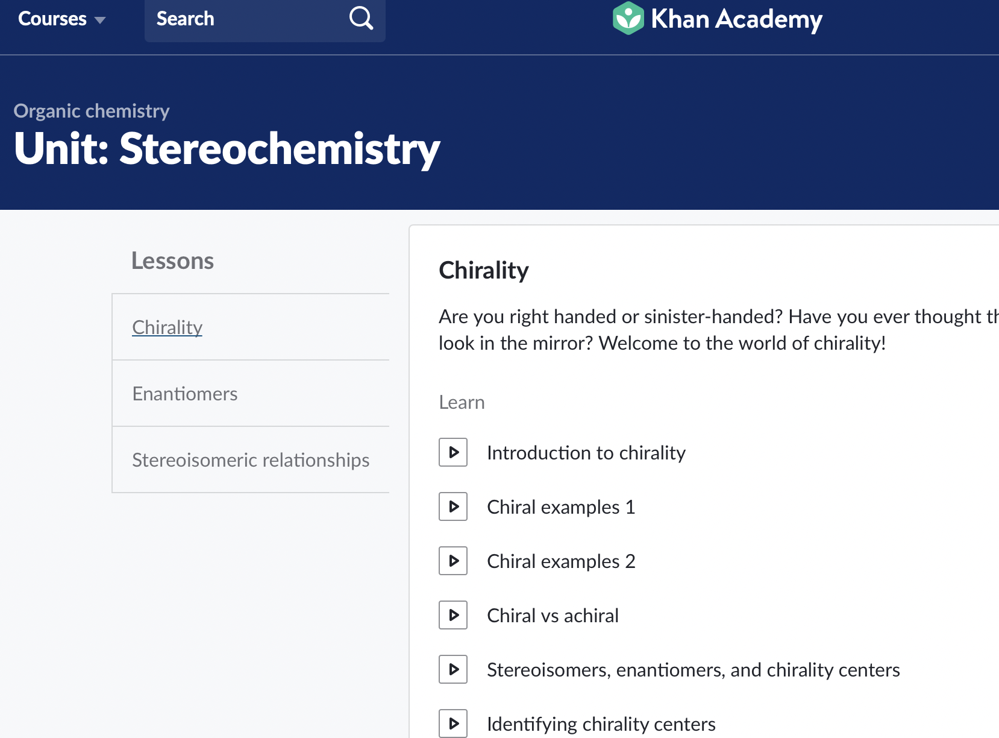 Courses
Search
Khan Academy
Organic chemistry
Unit: Stereochemistry
Lessons
Chirality
Enantiomers
Stereoisomeric relationships
Chirality
Are you right handed or sinister-handed? Have you ever thought
look in the mirror? Welcome to the world of chirality!
Learn
Introduction to chirality
Chiral examples 1
Chiral examples 2
Chiral vs achiral
Stereoisomers, enantiomers, and chirality centers
Identifying chirality centers